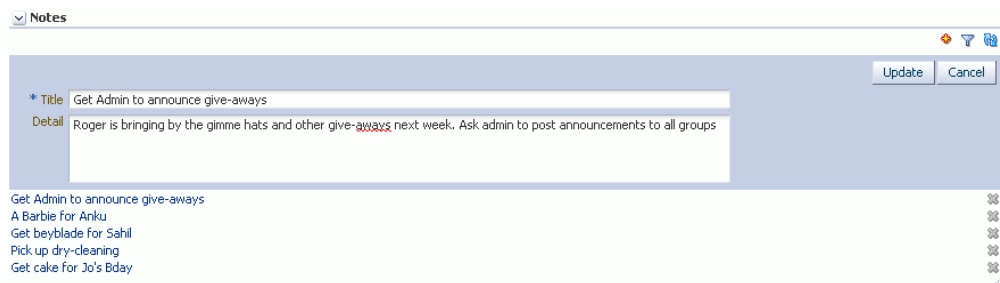 Notes
Update Cancel
* Title Get Admin to announce give-aways
Detail Roger is bringing by the gimme hats and other give-aways next week. Ask admin to post announcements to all groups
Get Admin to announce give-aways
A Barbie for Anku
Get beyblade for Sahil
Pick up dry-cleaning
Get cake for Jo's Bday